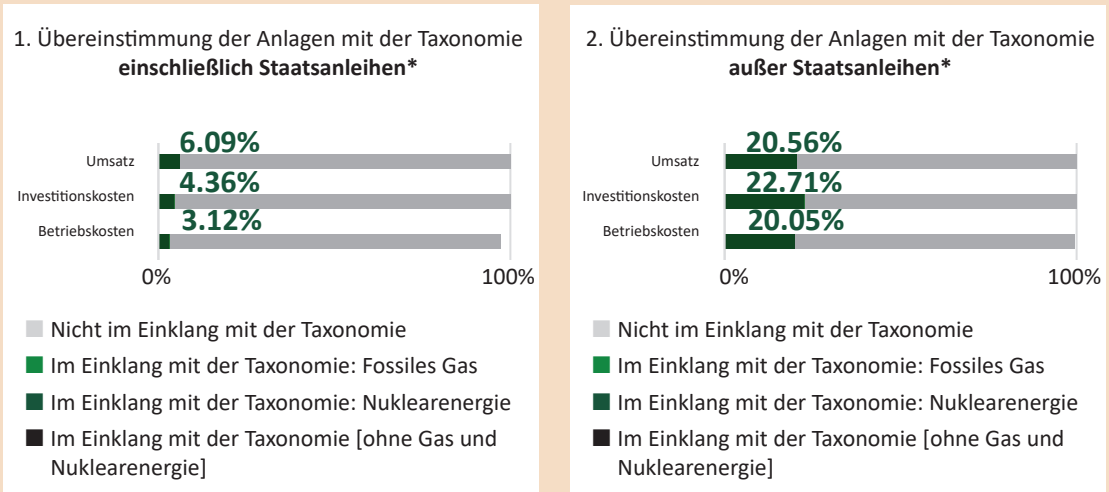 1. Übereinstimmung der Anlagen mit der Taxonomie
einschließlich Staatsanleihen*
6.09%
Umsatz
4.36%
Investitionskosten
3.12%
Betriebskosten
0%
100%
Nicht im Einklang mit der Taxonomie
Im Einklang mit der Taxonomie: Fossiles Gas
Im Einklang mit der Taxonomie: Nuklearenergie
Im Einklang mit der Taxonomie [ohne Gas und
Nuklearenergie]
2. Übereinstimmung der Anlagen mit der Taxonomie
außer Staatsanleihen*
20.56%
Umsatz
22.71%
Investitionskosten
20.05%
Betriebskosten
0%
100%
Nicht im Einklang mit der Taxonomie
Im Einklang mit der Taxonomie: Fossiles Gas
Im Einklang mit der Taxonomie: Nuklearenergie
Im Einklang mit der Taxonomie [ohne Gas und
Nuklearenergie]